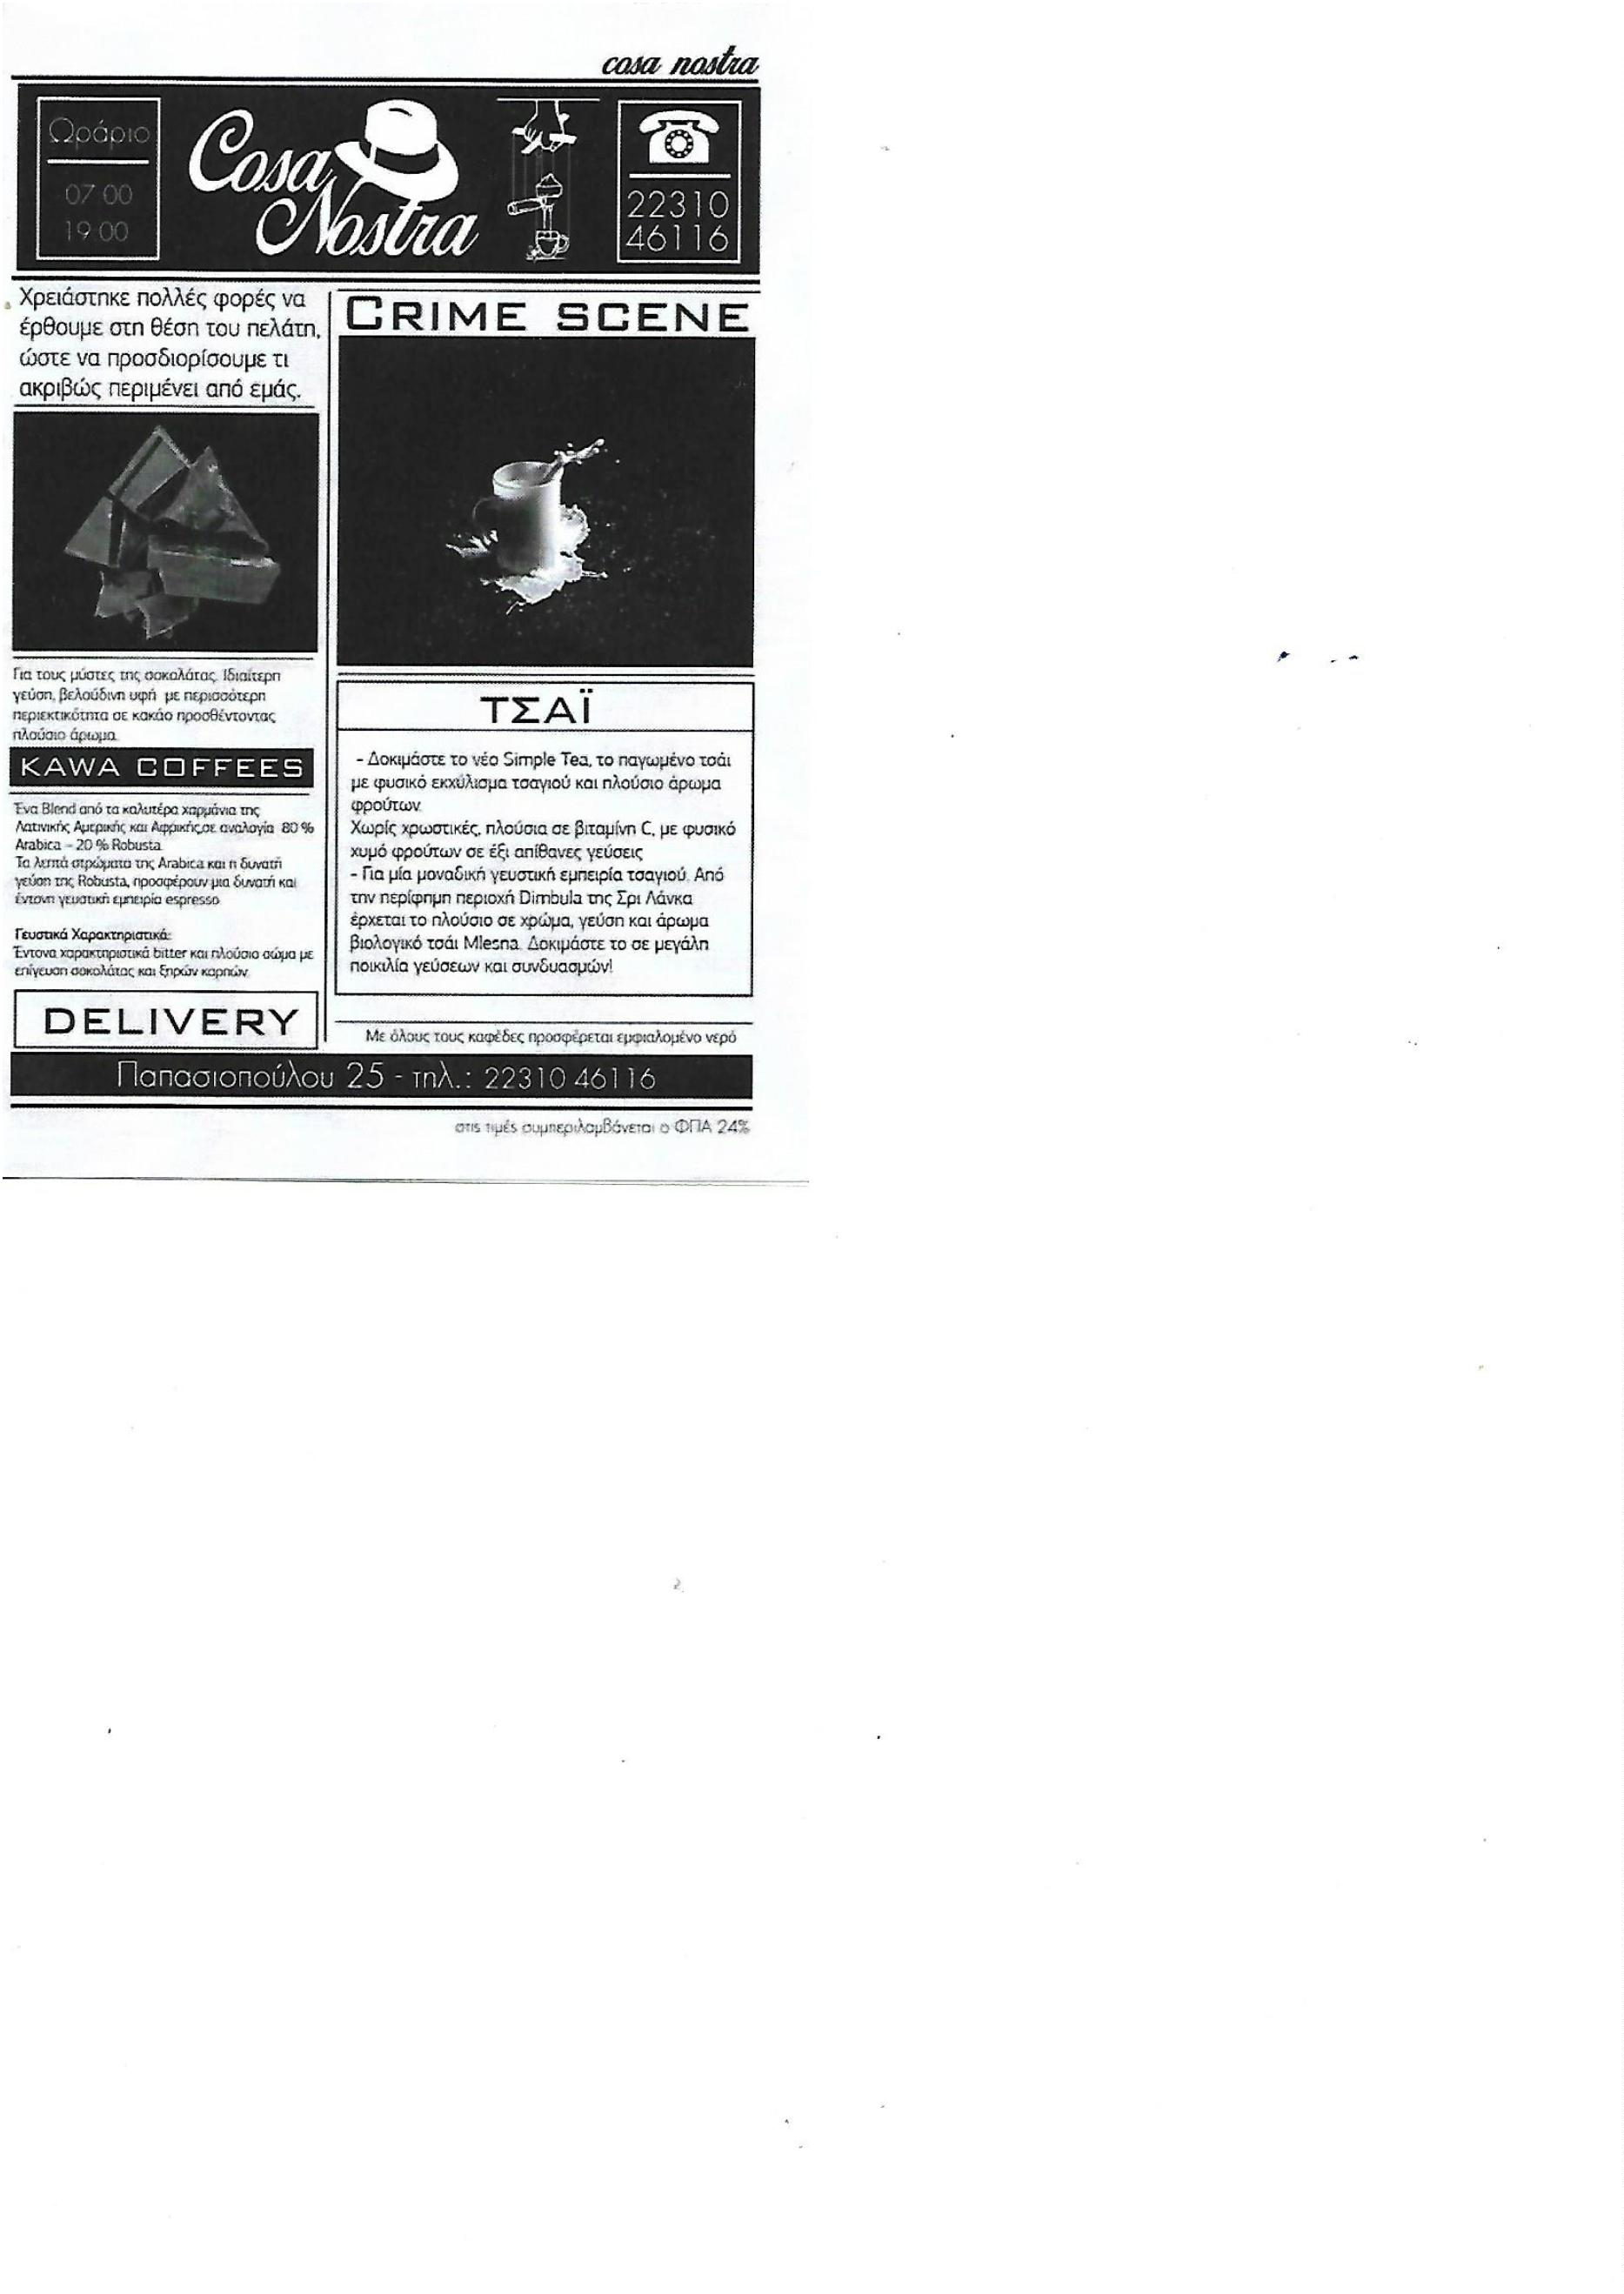 cosa nostra
Ωράριο
07 00
19 00
Cosa
Nostra
22310
46116
Χρειάστηκε πολλές φορές να
έρθουμε στη θέση του πελάτη,
ώστε να προσδιορίσουμε τι
ακριβώς περιμένει από εμάς.
Για τους μύστες της σοκολάτας. Ιδιαίτερη
γεύση, βελούδινη υφή με περισσότερη
περιεκτικότητα σε κακάο προσθέντοντας
πλούσιο άρωμα.
KAWA COFFEES
Ένα Blend από τα καλυτέρα χαρμάνια της
Λατινικής Αμερικής και Αφρικής,σε αναλογία 80 %
Arabica – 20 % Robusta.
Τα λεπτά στρώματα της Arabica και η δυνατή
γεύση της Robusta, προσφέρουν μια δυνατή και
έντονη γευστική εμπειρία espresso.
Γευστικά Χαρακτηριστικά:
Έντονα χαρακτηριστικά bitter και πλούσιο σώμα με
επίγευση σοκολάτας και ξηρών καρπών.
DELIVERY
CRIME SCENE
ΤΣΑΪ
- Δοκιμάστε το νέο Simple Tea, το παγωμένο τσάι
με φυσικό εκχύλισμα τσαγιού και πλούσιο άρωμα
φρούτων.
Χωρίς χρωστικές, πλούσια σε βιταμίνη C, με φυσικό
χυμό φρούτων σε έξι απίθανες γεύσεις
- Για μία μοναδική γευστική εμπειρία τσαγιού. Από
την περίφημη περιοχή Dimbula της Σρι Λάνκα
έρχεται το πλούσιο σε χρώμα, γεύση και άρωμα
βιολογικό τσάι Mlesna. Δοκιμάστε το σε μεγάλη
ποικιλία γεύσεων και συνδυασμών!
Με όλους τους καφέδες προσφέρεται εμφιαλομένο νερό
Παπασιοπούλου 25 - τηλ.: 22310 46116
στις τιμές συμπεριλαμβάνεται ο ΦΠΑ 24%